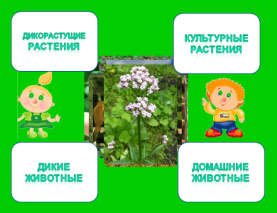 ДИКОРАСТУЩИЕ
РАСТЕНИЯ
КУЛЬТУРНЫЕ
РАСТЕНИЯ
ДИКИЕ
ЖИВОТНЫЕ
ДОМАШНИЕ
ЖИВОТНЫЕ